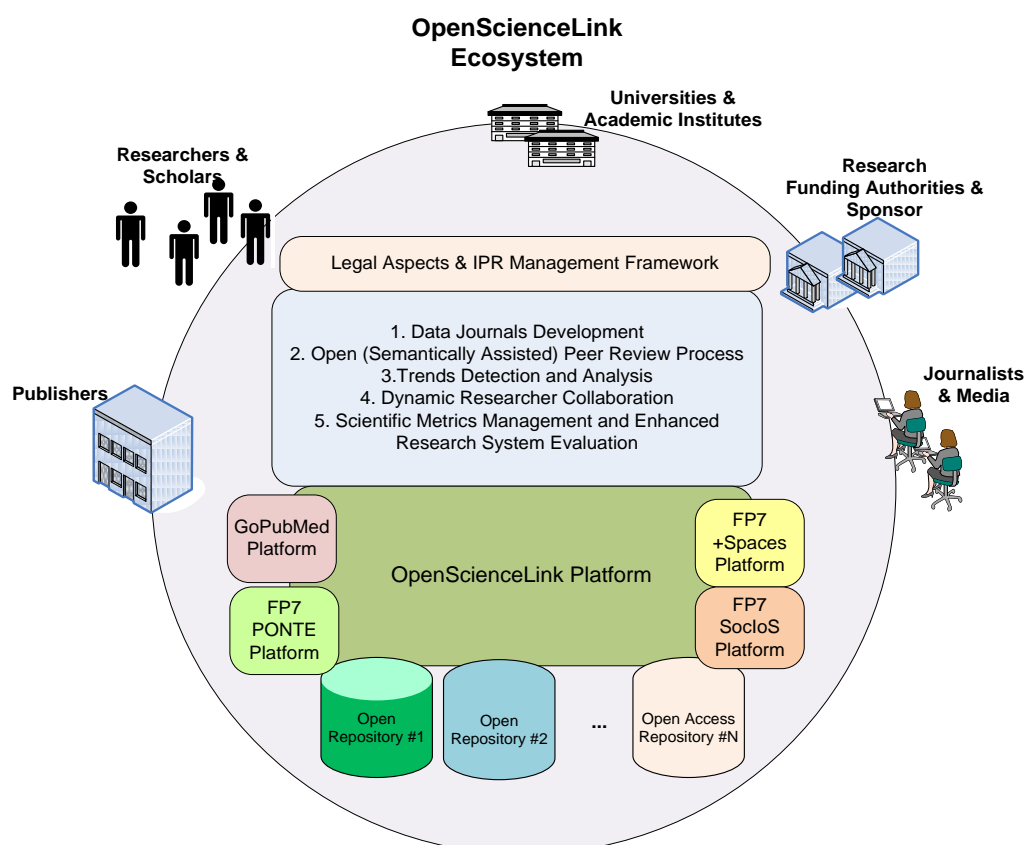 OpenScienceLink
Ecosystem
Universities &
Academic Institutes
Researchers &
Scholars
Research
Funding Authorities &
Sponsor
Legal Aspects & IPR Management Framework
1. Data Journals Development
2. Open (Semantically Assisted) Peer Review Process
3.Trends Detection and Analysis
4. Dynamic Researcher Collaboration
5. Scientific Metrics Management and Enhanced
Research System Evaluation
Publishers
Journalists
& Media
GoPubMed
Platform
FP7
+Spaces
Platform
OpenScienceLink Platform
FP7
PONTE
Platform
FP7
SocIoS
Platform
Open
Repository #1
Open
Repository #2
...
Open Access
Repository #N